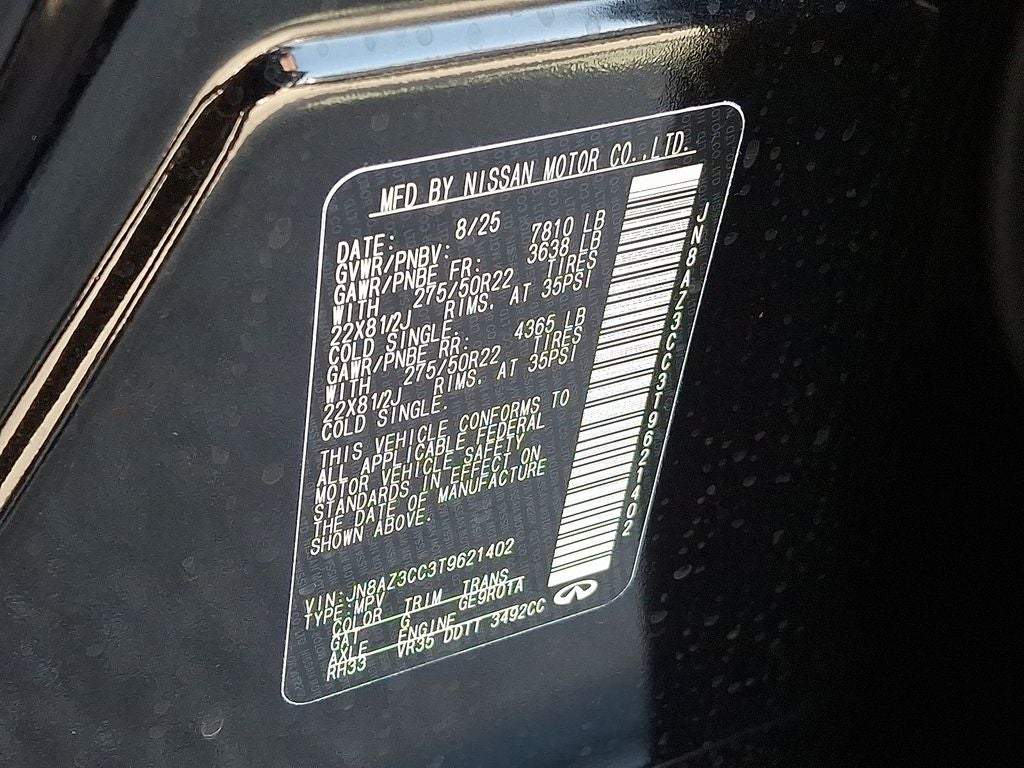 MFD BY NISSAN MOTOR CO.,LTD.
DATE: 8/25
GVWR/PNBV: 7810 LB
GAWR/PNBE FR: 3638 LB
WITH 275/50R22 TIRES
22X81/2J RIMS, AT 35PSI
COLD SINGLE.
GAWR/PNBE RR: 4365 LB
WITH 275/50R22 TIRES
22X81/2J RIMS, AT 35PSI
COLD SINGLE.
THIS VEHICLE CONFORMS TO
ALL APPLICABLE FEDERAL
MOTOR VEHICLE SAFETY
STANDARDS IN EFFECT ON
THE DATE OF MANUFACTURE
SHOWN ABOVE.
VIN:JN8AZ3CC3T9621402
TYPE:MPV
COLOR TRIM TRANS
GAT G GE9R01A
AXLE ENGINE
RH33 VR35 DDTT 3492CC
JN8AZ3CC3T9621402